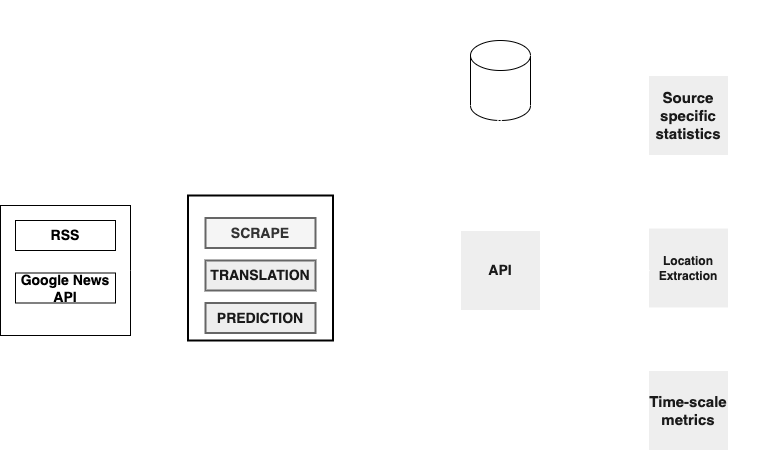 RSS
Google News
API
SCRAPE
TRANSLATION
PREDICTION
API
Source
specific
statistics
Location
Extraction
Time-scale
metrics